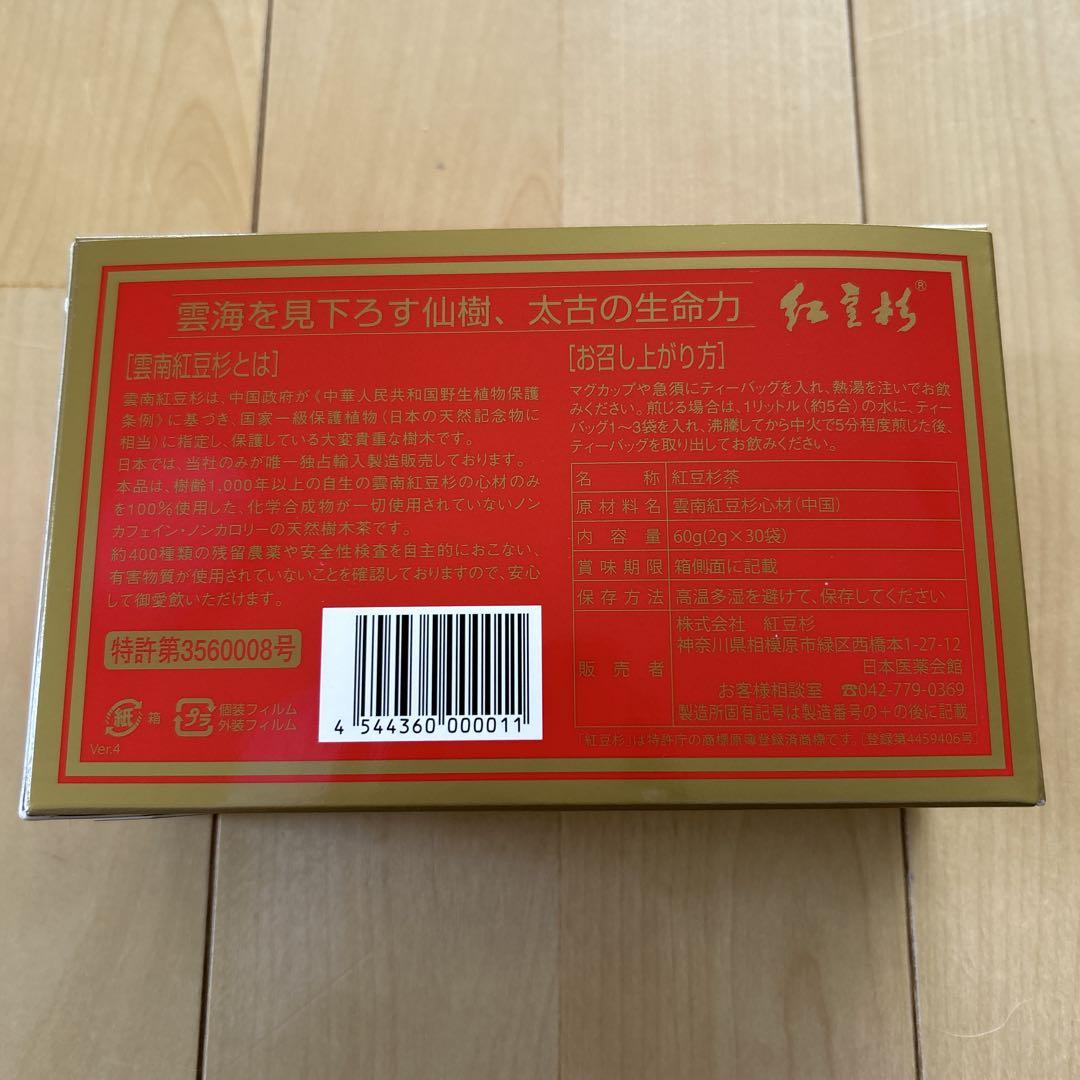 雲海を見下ろす仙樹、太古の生命力
紅豆杉®
[雲南紅豆杉とは]
雲南紅豆杉は、中国政府が《中華人民共和国野生植物保護
条例》に基づき、国家一級保護植物(日本の天然記念物に
相当)に指定し、保護している大変貴重な樹木です。
日本では、当社のみが唯一独占輸入製造販売しております。
本品は、樹齢1,000年以上の自生の雲南紅豆杉の心材のみ
を100%使用した、化学合成物が一切使用されていないノン
カフェイン・ノンカロリーの天然樹木茶です。
約400種類の残留農薬や安全性検査を自主的におこない、
有害物質が使用されていないことを確認しておりますので、安心
して御愛飲いただけます。
特許第3560008号
紙 箱
プラ 個装フィルム
外装フィルム
Ver.4
4 544360 000011
[お召し上がり方]
マグカップや急須にティーバッグを入れ、熱湯を注いでお飲
みください。煎じる場合は、1リットル(約5合)の水に、ティー
バッグ1〜3袋を入れ、沸騰してから中火で5分程度煎じた後、
ティーバッグを取り出してお飲みください。
名称 紅豆杉茶
原材料名 雲南紅豆杉心材(中国)
内容量 60g(2g×30袋)
賞味期限 箱側面に記載
保存方法 高温多湿を避けて、保存してください
販売者 株式会社 紅豆杉
神奈川県相模原市緑区西橋本1-27-12
日本医薬会館
お客様相談室 ☎042-779-0369
製造所固有記号は製造番号の+の後に記載
「紅豆杉」は特許庁の商標原簿登録済商標です。[登録第4459406号]